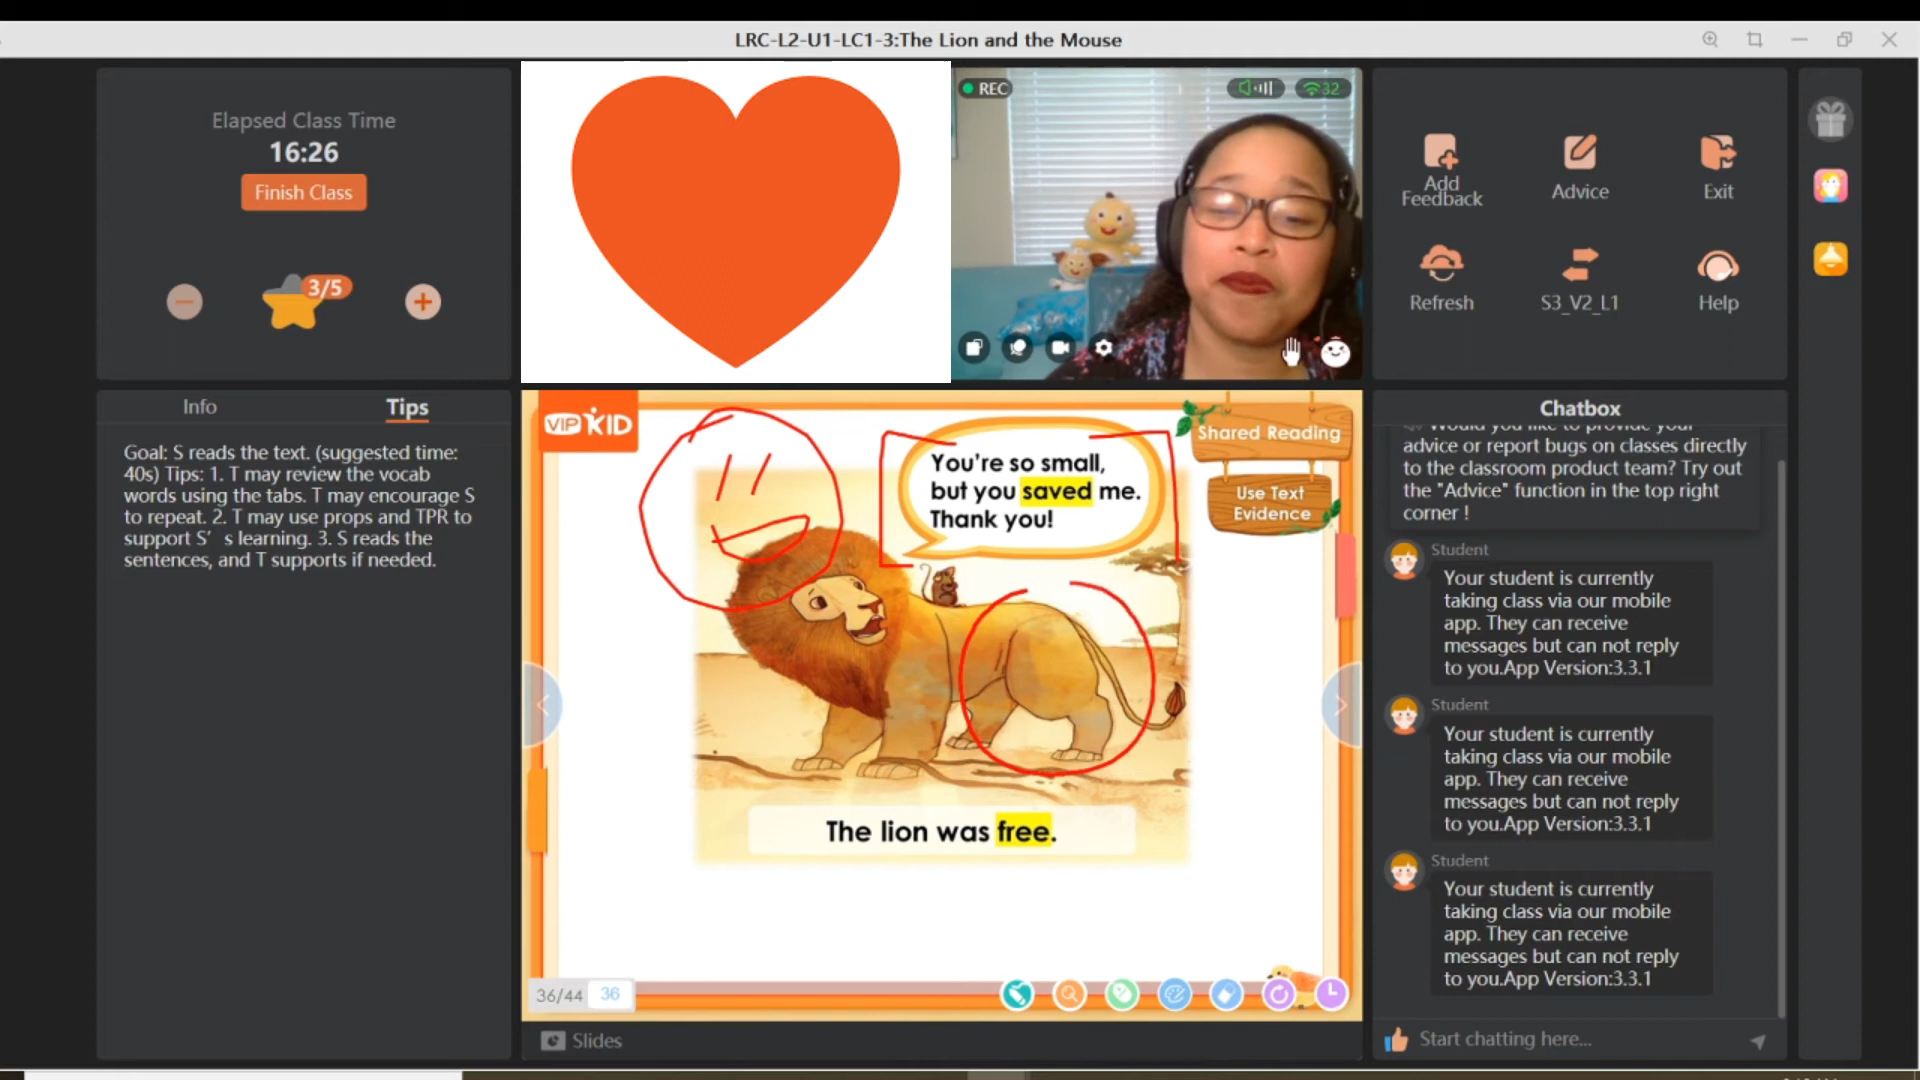 LRC-L2-U1-LC1-3:The Lion and the Mouse
Elapsed Class Time
16:26
Finish Class
3/5
REC
32
Add
Feedback
Advice
Exit
Refresh
S3_V2_L1
Help
Info
Tips
Goal: S reads the text. (suggested time:
40s) Tips: 1. T may review the vocab
words using the tabs. T may encourage S
to repeat. 2. T may use props and TPR to
support S’ s learning. 3. S reads the
sentences, and T supports if needed.
VIPKID
You're so small,
but you saved me.
Thank you!
Shared Reading
Use Text
Evidence
The lion was free.
36/44
36
Slides
Chatbox
Would you like to provide your
advice or report bugs on classes directly
to the classroom product team? Try out
the "Advice" function in the top right
corner !
Student
Your student is currently
taking class via our mobile
app. They can receive
messages but can not reply
to you.App Version:3.3.1
Student
Your student is currently
taking class via our mobile
app. They can receive
messages but can not reply
to you.App Version:3.3.1
Student
Your student is currently
taking class via our mobile
app. They can receive
messages but can not reply
to you.App Version:3.3.1
Start chatting here...